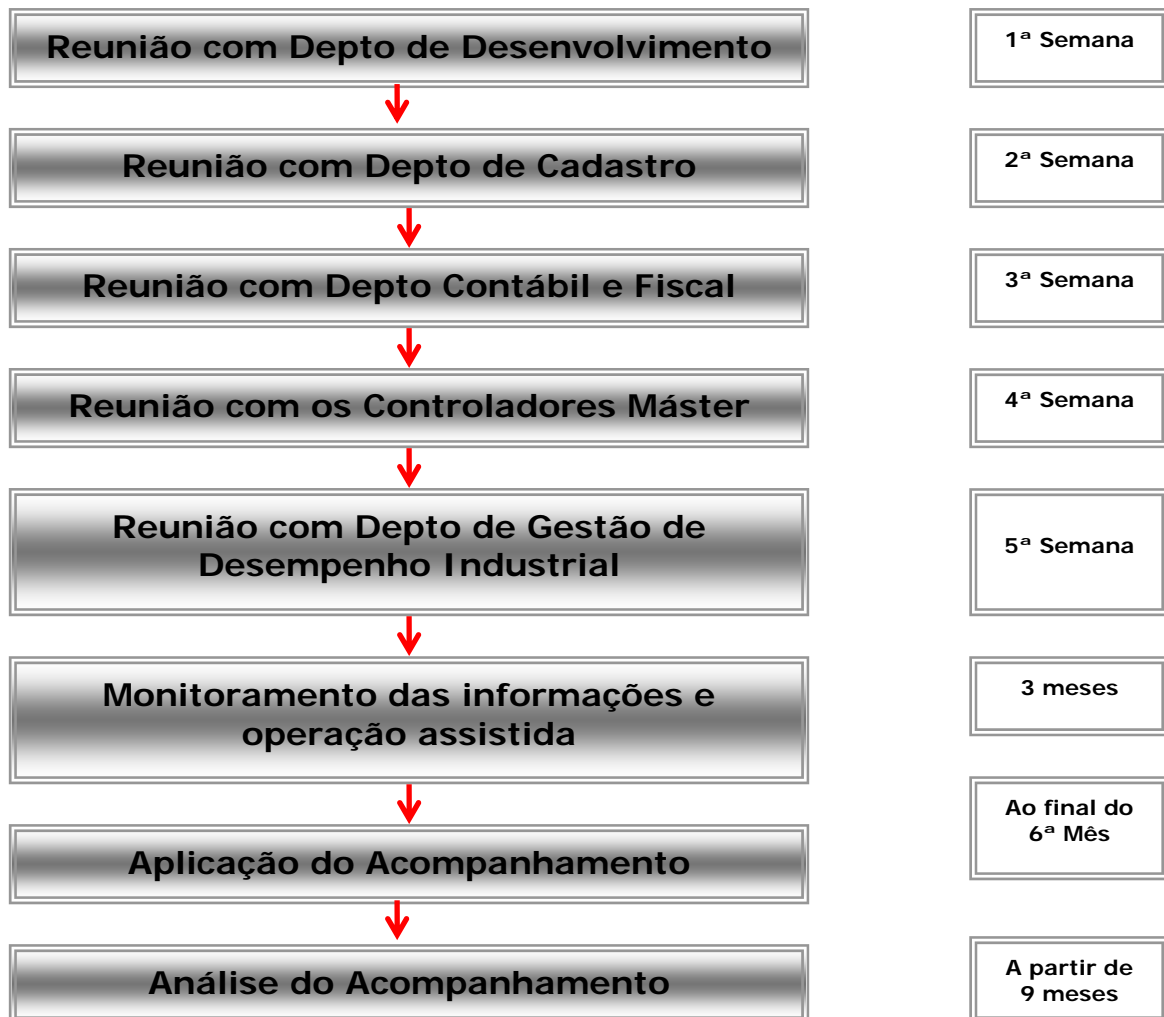 Reunião com Depto de Desenvolvimento
1ª Semana
Reunião com Depto de Cadastro
2ª Semana
Reunião com Depto Contábil e Fiscal
3ª Semana
Reunião com os Controladores Máster
4ª Semana
Reunião com Depto de Gestão de
Desempenho Industrial
5ª Semana
Monitoramento das informações e
operação assistida
3 meses
Aplicação do Acompanhamento
Ao final do
6ª Mês
Análise do Acompanhamento
A partir de
9 meses